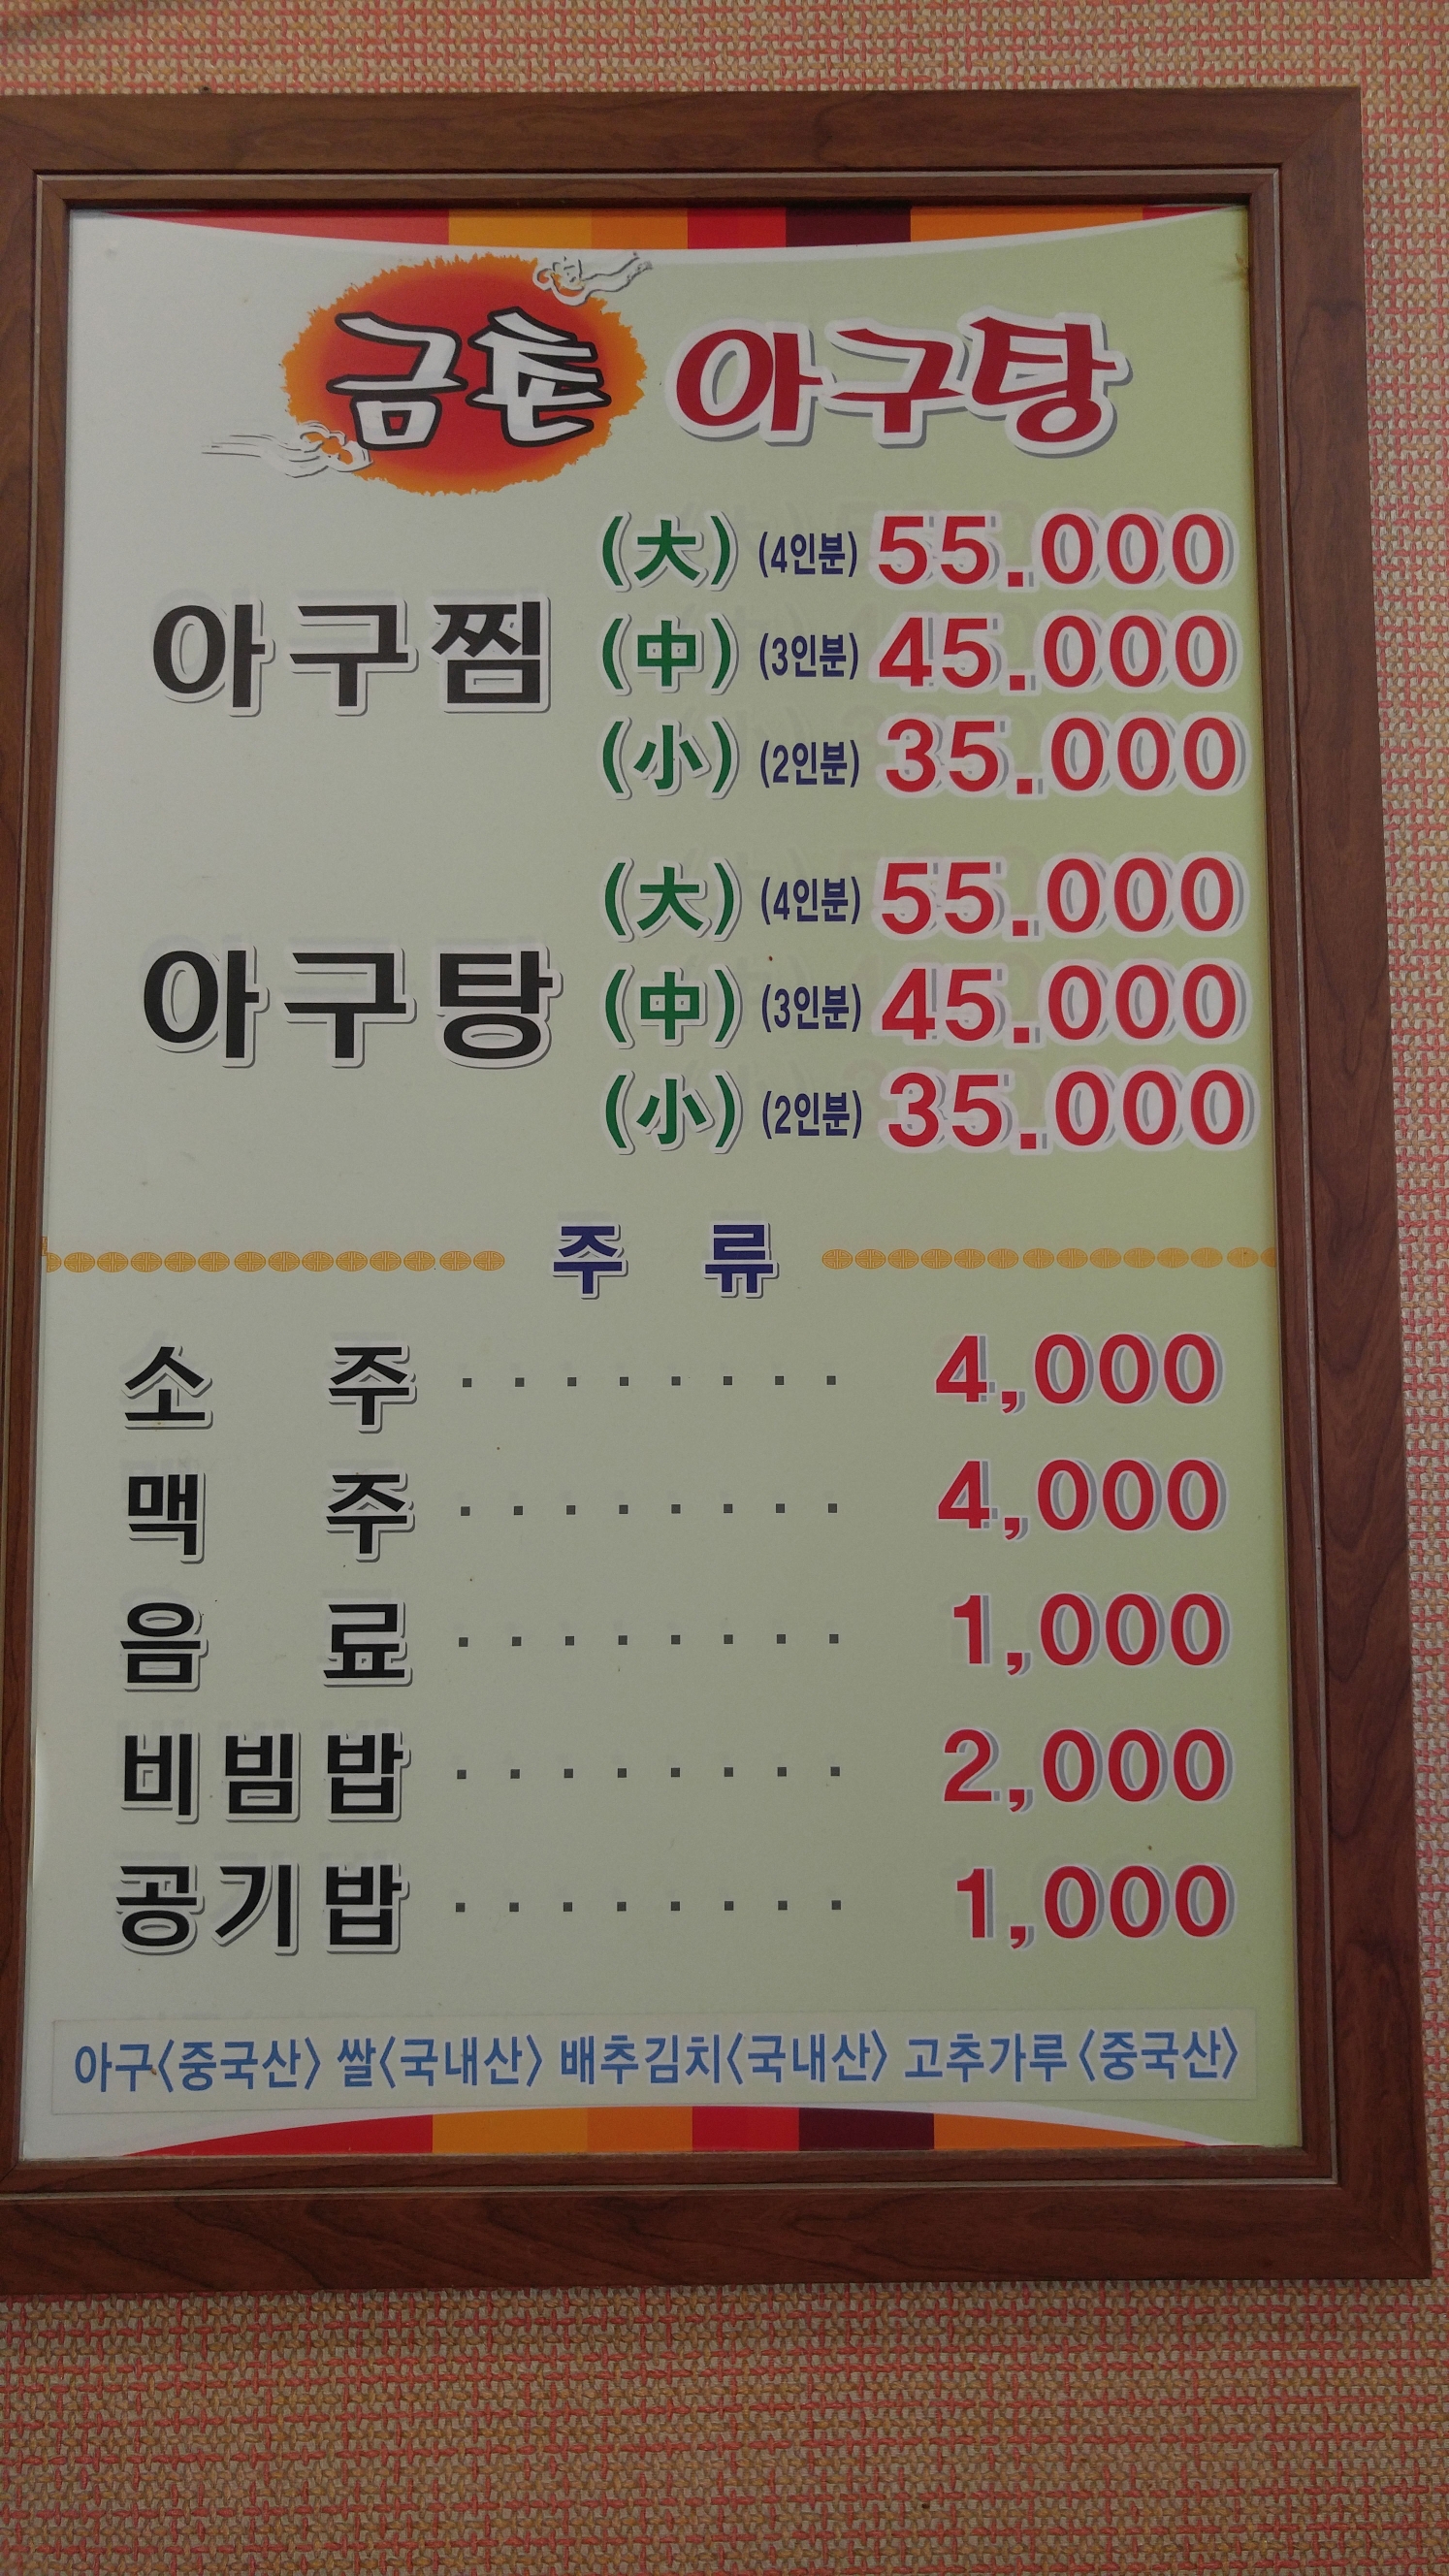 금촌 아구탕
아구찜
(大) (4인분) 55.000
(中) (3인분) 45.000
(小) (2인분) 35.000
아구탕
(大) (4인분) 55.000
(中) (3인분) 45.000
(小) (2인분) 35.000
주 류
소 주 ········ 4,000
맥 주 ········ 4,000
음 료 ········ 1,000
비빔밥 ········ 2,000
공기밥 ········ 1,000
아구〈중국산〉 쌀〈국내산〉 배추김치〈국내산〉 고추가루〈중국산〉